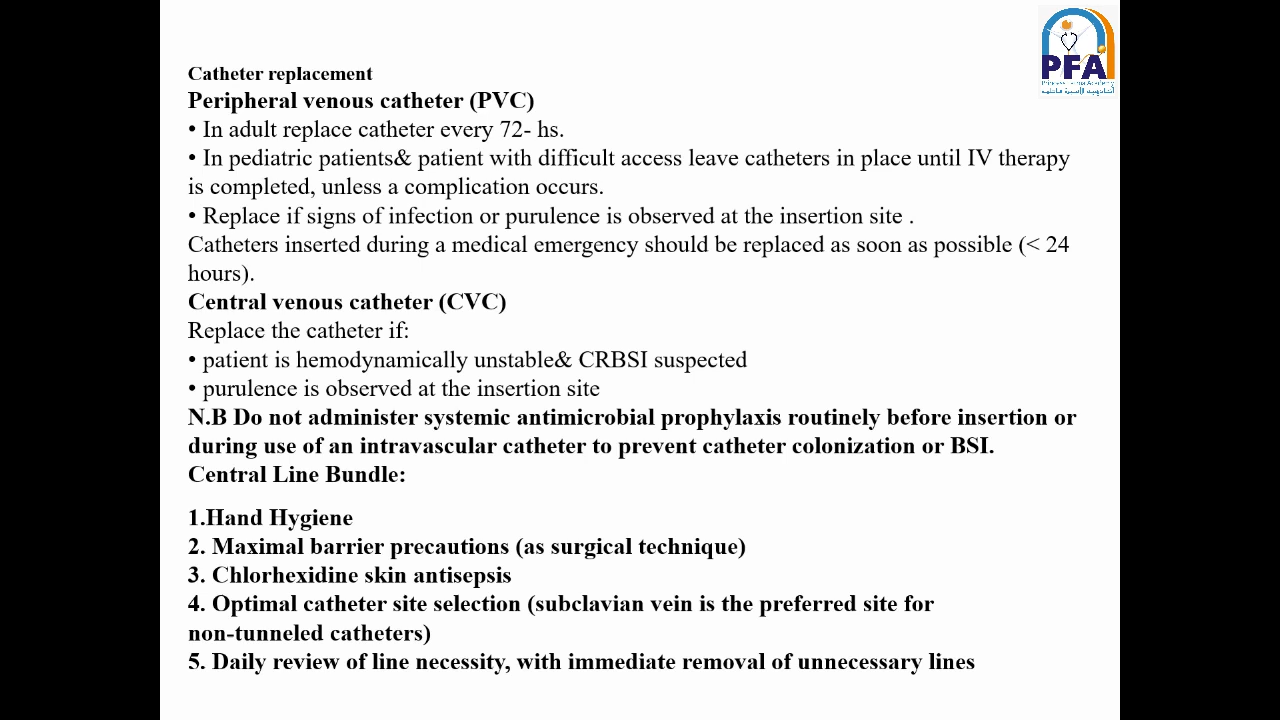 PFA
Catheter replacement
Peripheral venous catheter (PVC)
• In adult replace catheter every 72- hs.
• In pediatric patients& patient with difficult access leave catheters in place until IV therapy
is completed, unless a complication occurs.
• Replace if signs of infection or purulence is observed at the insertion site .
Catheters inserted during a medical emergency should be replaced as soon as possible (< 24
hours).
Central venous catheter (CVC)
Replace the catheter if:
• patient is hemodynamically unstable& CRBSI suspected
• purulence is observed at the insertion site
N.B Do not administer systemic antimicrobial prophylaxis routinely before insertion or
during use of an intravascular catheter to prevent catheter colonization or BSI.
Central Line Bundle:
1.Hand Hygiene
2. Maximal barrier precautions (as surgical technique)
3. Chlorhexidine skin antisepsis
4. Optimal catheter site selection (subclavian vein is the preferred site for
non-tunneled catheters)
5. Daily review of line necessity, with immediate removal of unnecessary lines